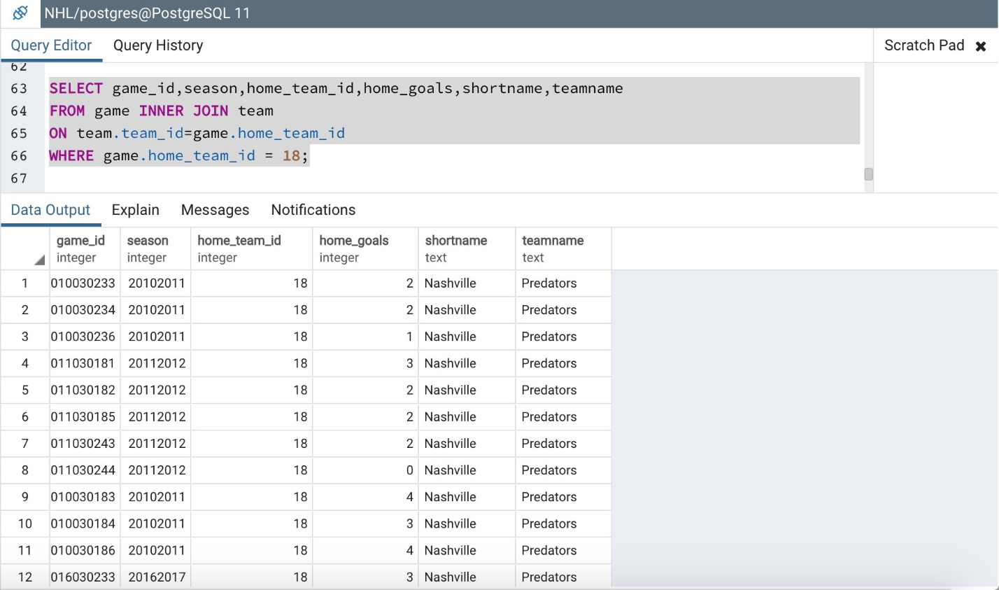 NHL/postgres@PostgreSQL 11
Query Editor Query History Scratch Pad
62
63 SELECT game_id,season,home_team_id,home_goals,shortname,teamname
64 FROM game INNER JOIN team
65 ON team.team_id=game.home_team_id
66 WHERE game.home_team_id = 18;
67
Data Output Explain Messages Notifications
game_id season home_team_id home_goals shortname teamname
integer integer integer integer text text
1 010030233 20102011 18 2 Nashville Predators
2 010030234 20102011 18 2 Nashville Predators
3 010030236 20102011 18 1 Nashville Predators
4 011030181 20112012 18 3 Nashville Predators
5 011030182 20112012 18 2 Nashville Predators
6 011030185 20112012 18 2 Nashville Predators
7 011030243 20112012 18 2 Nashville Predators
8 011030244 20112012 18 0 Nashville Predators
9 010030183 20102011 18 4 Nashville Predators
10 010030184 20102011 18 3 Nashville Predators
11 010030186 20102011 18 4 Nashville Predators
12 016030233 20162017 18 3 Nashville Predators